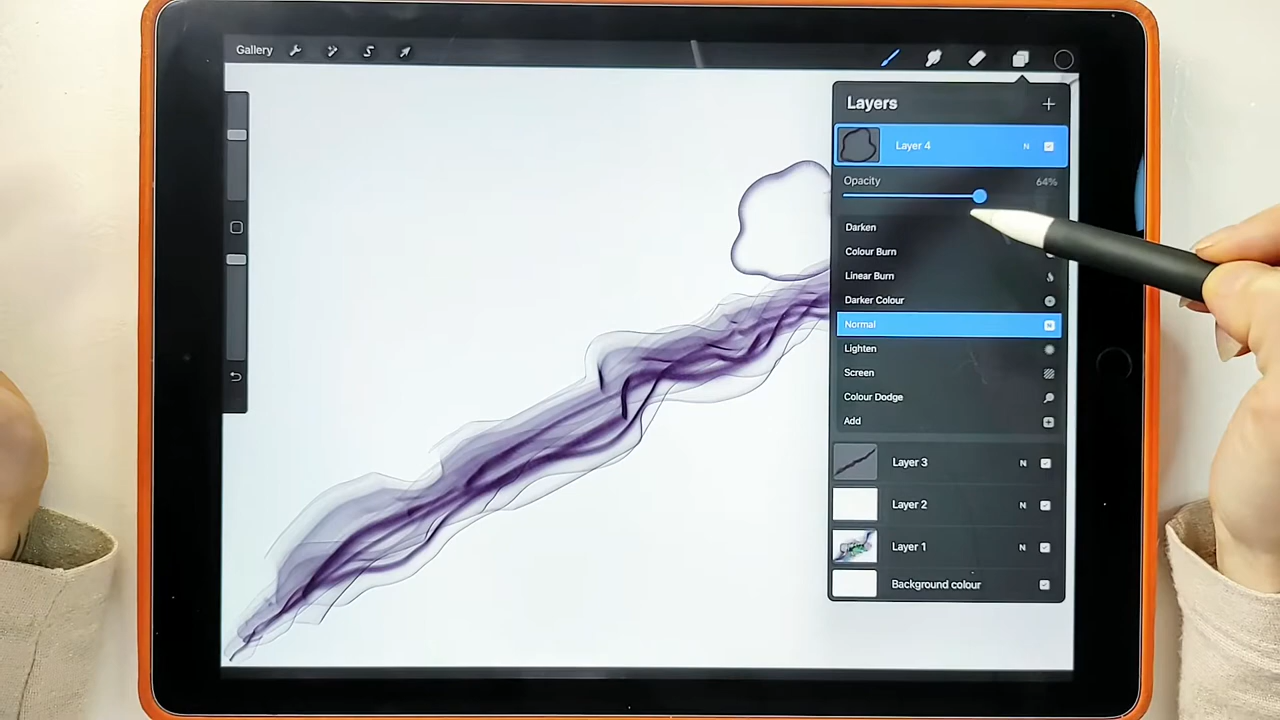 Gallery
Layers
Layer 4 N
Opacity 64%
Darken
Colour Burn
Linear Burn
Darker Colour
Normal N
Lighten
Screen
Colour Dodge
Add
Layer 3 N
Layer 2 N
Layer 1 N
Background colour